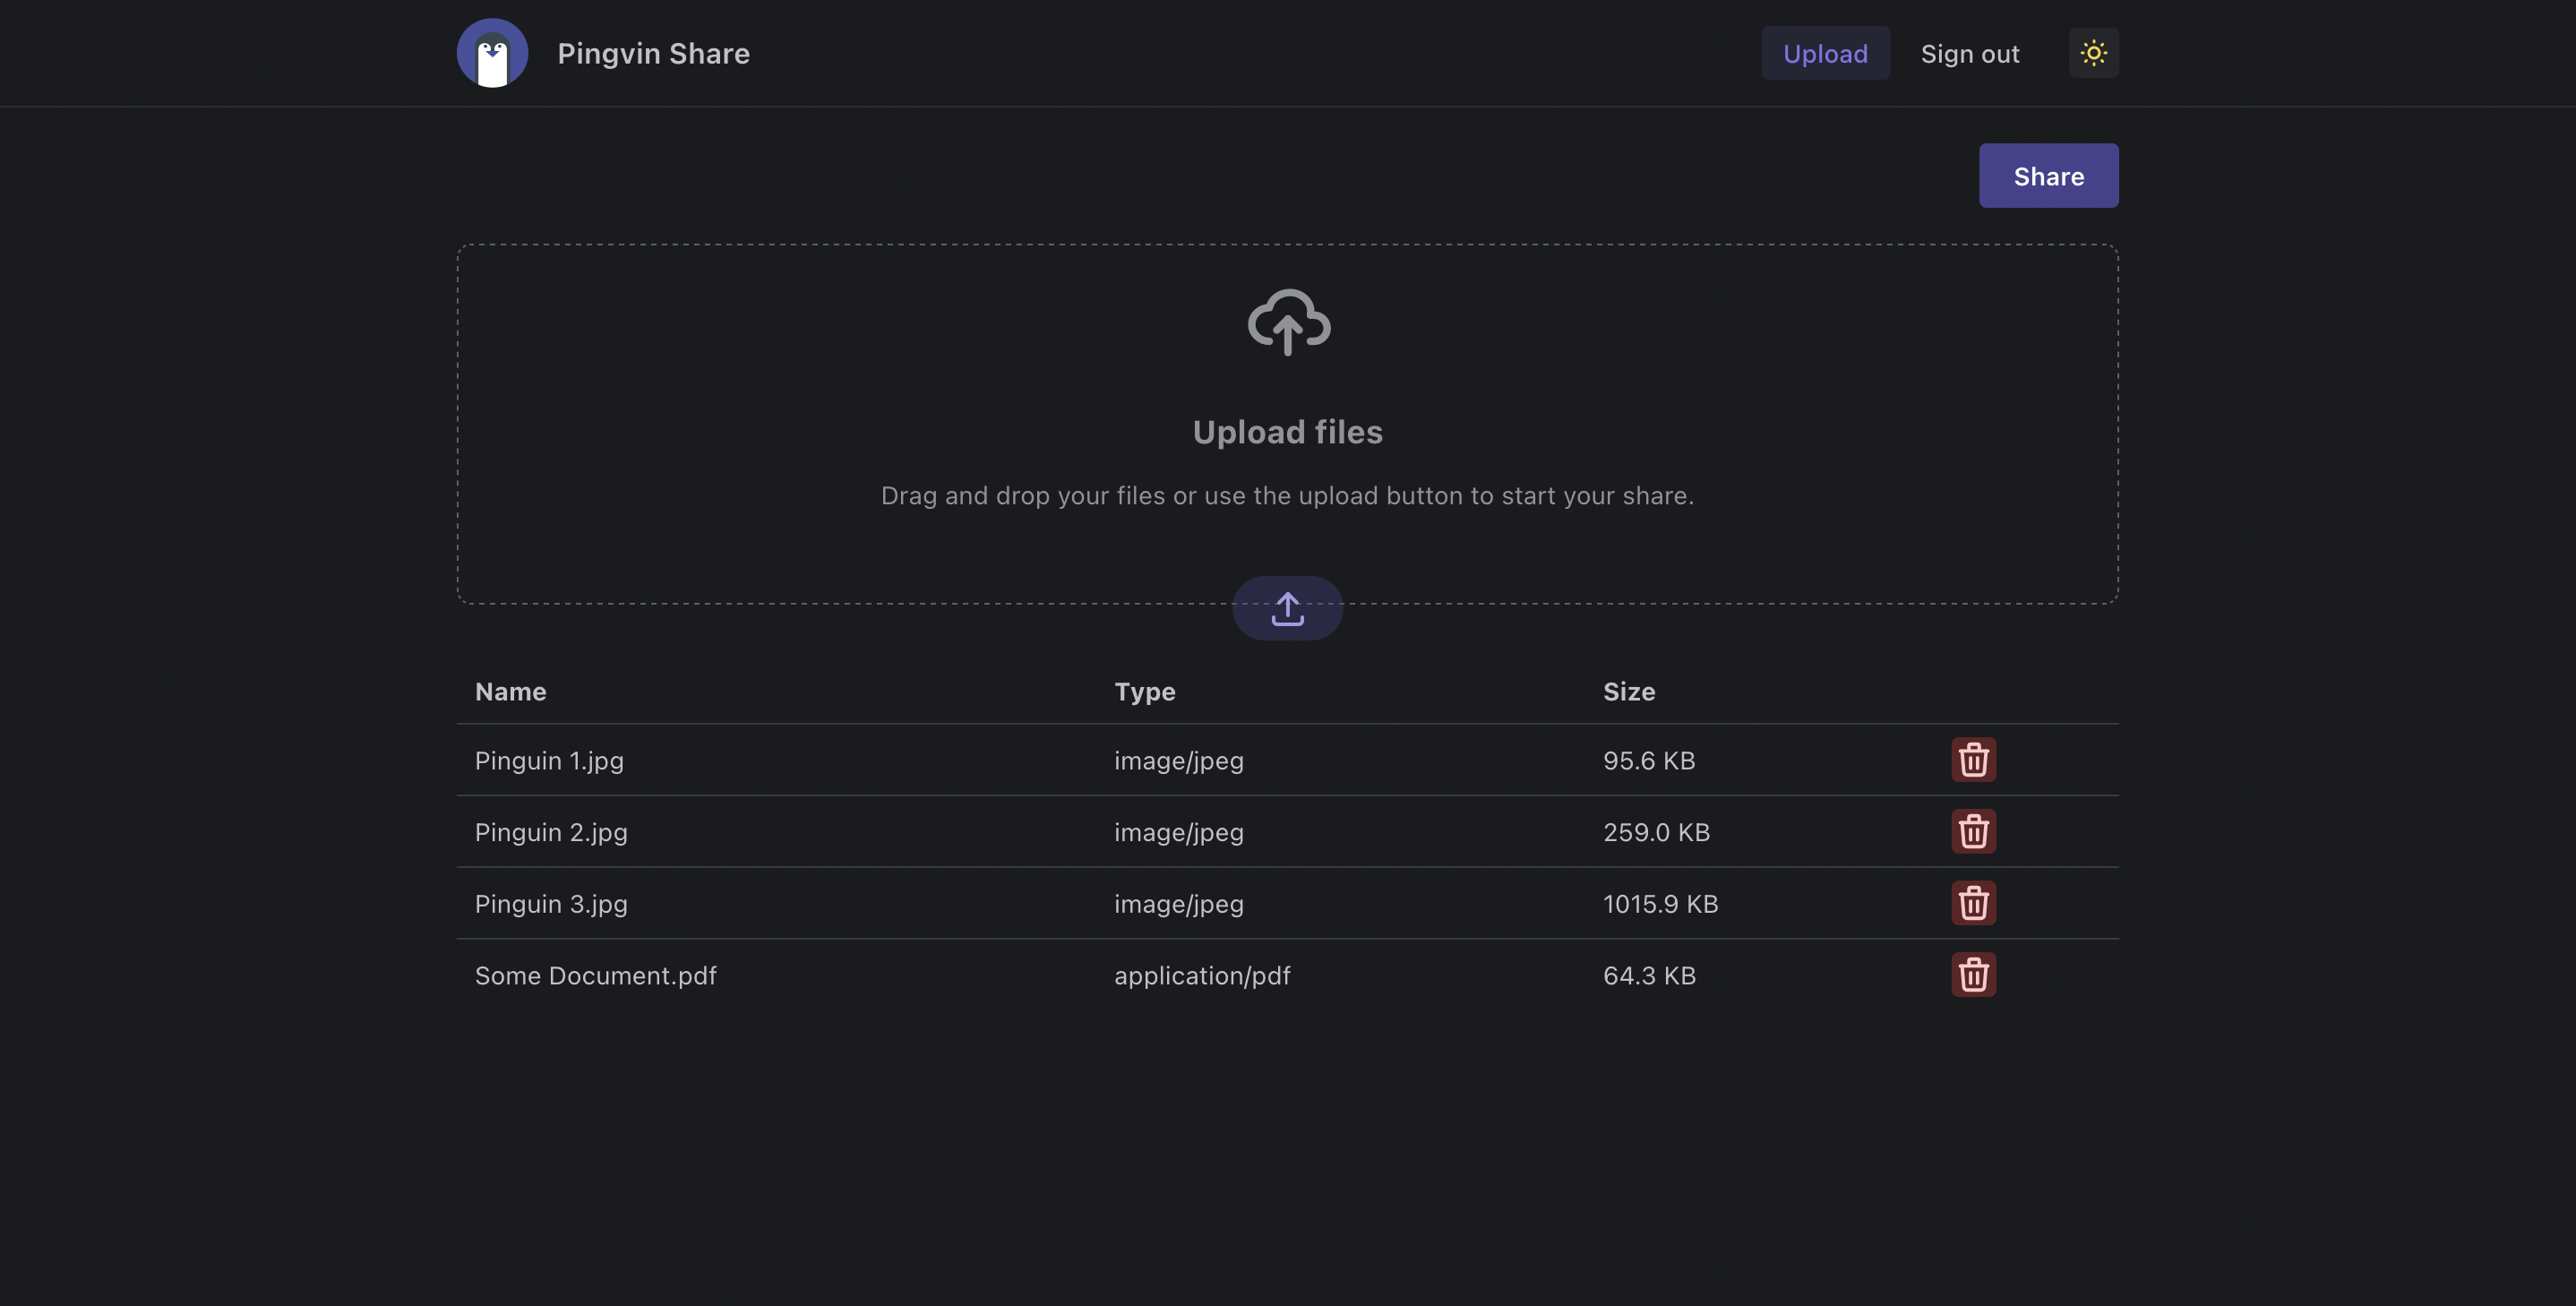 Pingvin Share
Upload
Sign out
Share
Upload files
Drag and drop your files or use the upload button to start your share.
Name Type Size
Pinguin 1.jpg image/jpeg 95.6 KB
Pinguin 2.jpg image/jpeg 259.0 KB
Pinguin 3.jpg image/jpeg 1015.9 KB
Some Document.pdf application/pdf 64.3 KB